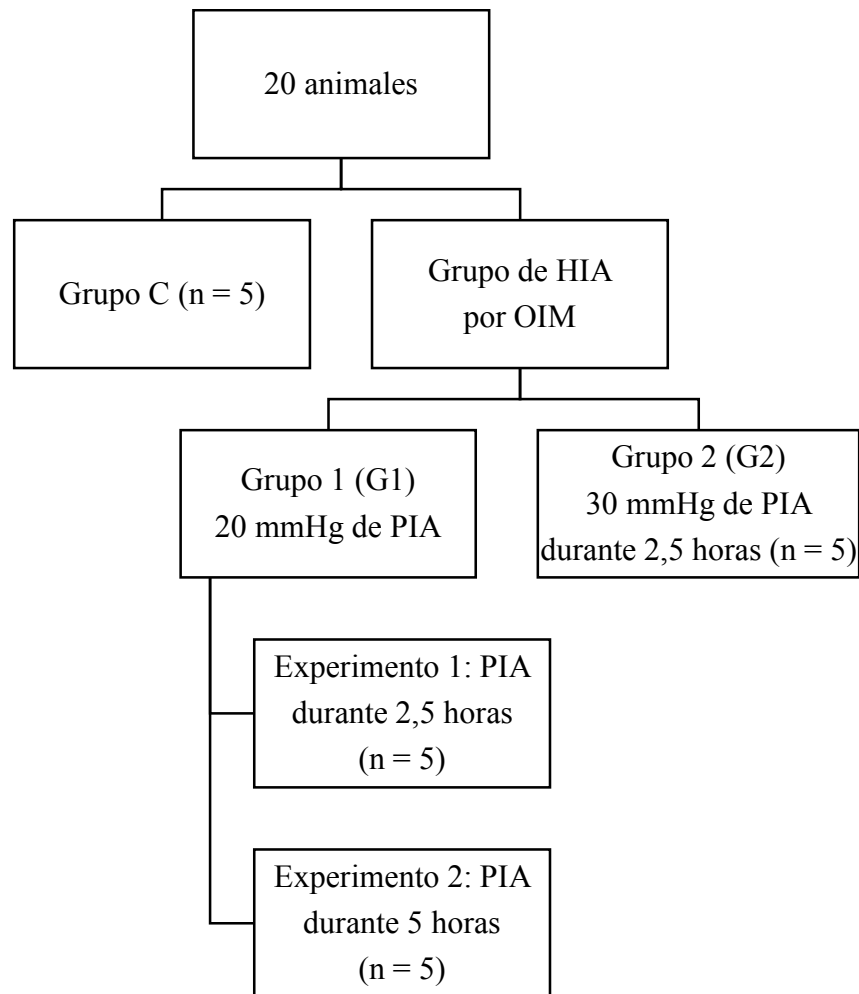 20 animales
Grupo C (n = 5)
Grupo de HIA
por OIM
Grupo 1 (G1)
20 mmHg de PIA
Grupo 2 (G2)
30 mmHg de PIA
durante 2,5 horas (n = 5)
Experimento 1: PIA
durante 2,5 horas
(n = 5)
Experimento 2: PIA
durante 5 horas
(n = 5)